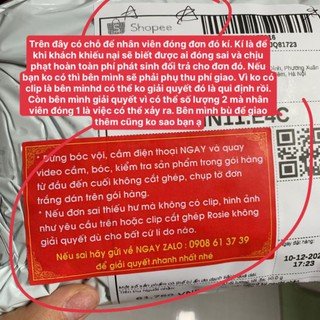 Shopee
Trên đây có chỗ để nhân viên đóng đơn đó kí. Kí là để
khi khách khiếu nại sẽ biết được ai đóng sai và chịu
phạt hoàn toàn phí phát sinh đổi trả cho đơn đó. Nếu
bạn ko có thì bên mình sẽ phải phụ thu phí giao. Vì ko có
clip là bên minhd có thể ko giải quyết đó là qui định rồi.
Còn bên mình giải quyết vì có thể số lượng 2 mà nhân
viên đóng 1 là việc có thể xảy ra. Bên mình bù để giao
thêm cũng ko sao bạn ạ
* Đừng bóc vội, cầm điện thoại NGAY và quay
video cầm, bóc, kiểm tra sản phẩm trong gói hàng
từ đầu đến cuối không cắt ghép, chụp tờ đơn
trắng dán trên gói hàng.
* Nếu đơn sai thiếu hư mà không có clip, hình ảnh
như yêu cầu trên hoặc clip cắt ghép Rosie không
giải quyết dù cho bất cứ lí do nào.
Nếu sai hãy gửi về NGAY ZALO : 0908 61 37 39
để giải quyết nhanh nhất nhé
17:23